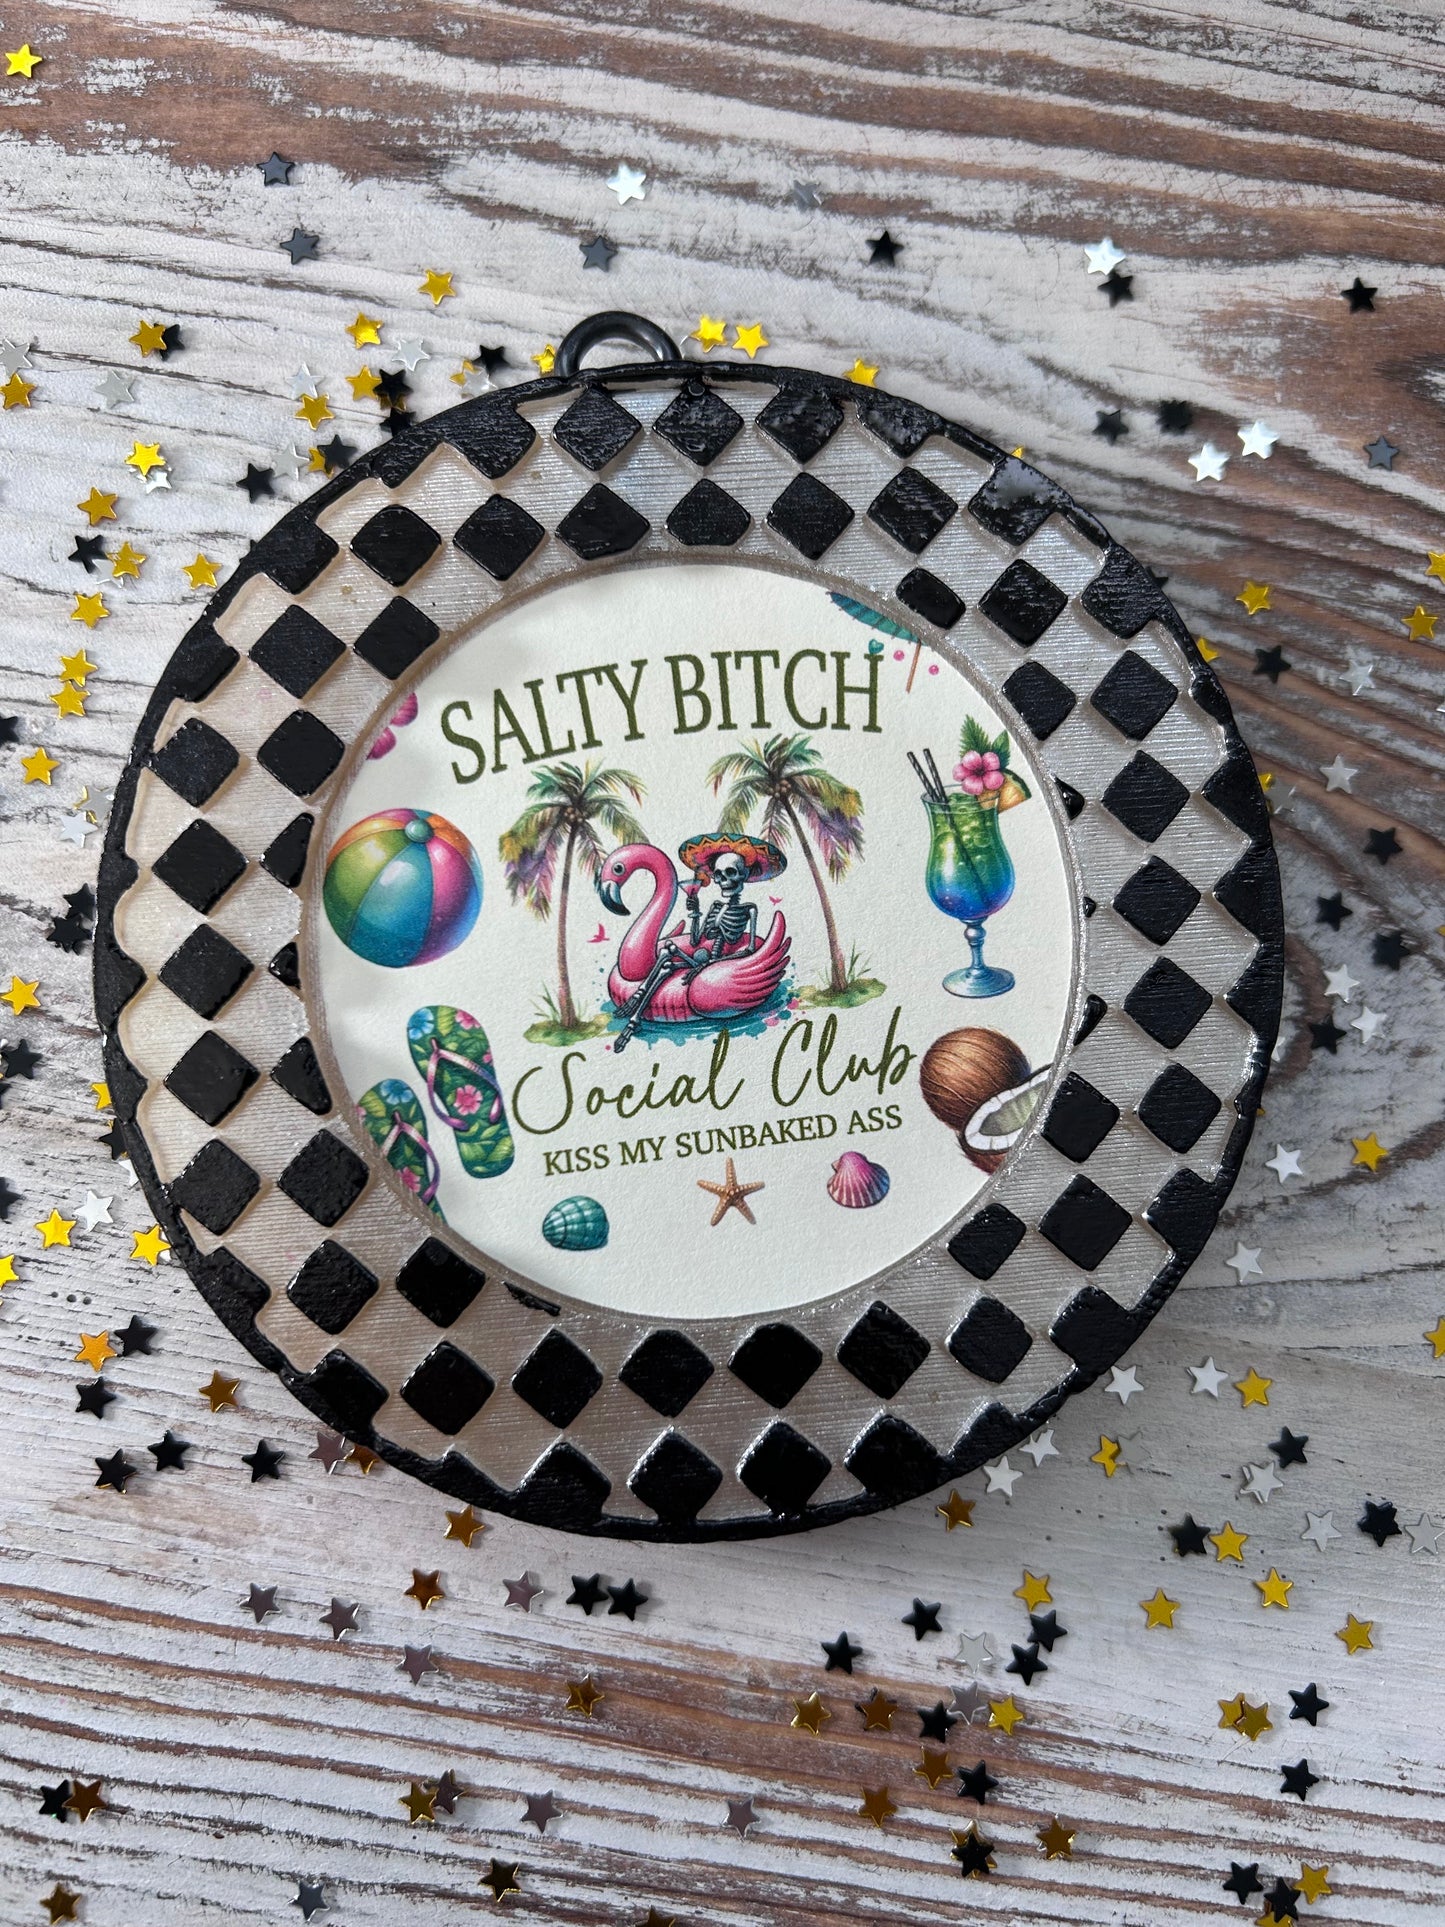 SALTY BITCH
Social Club
KISS MY SUNBAKED ASS